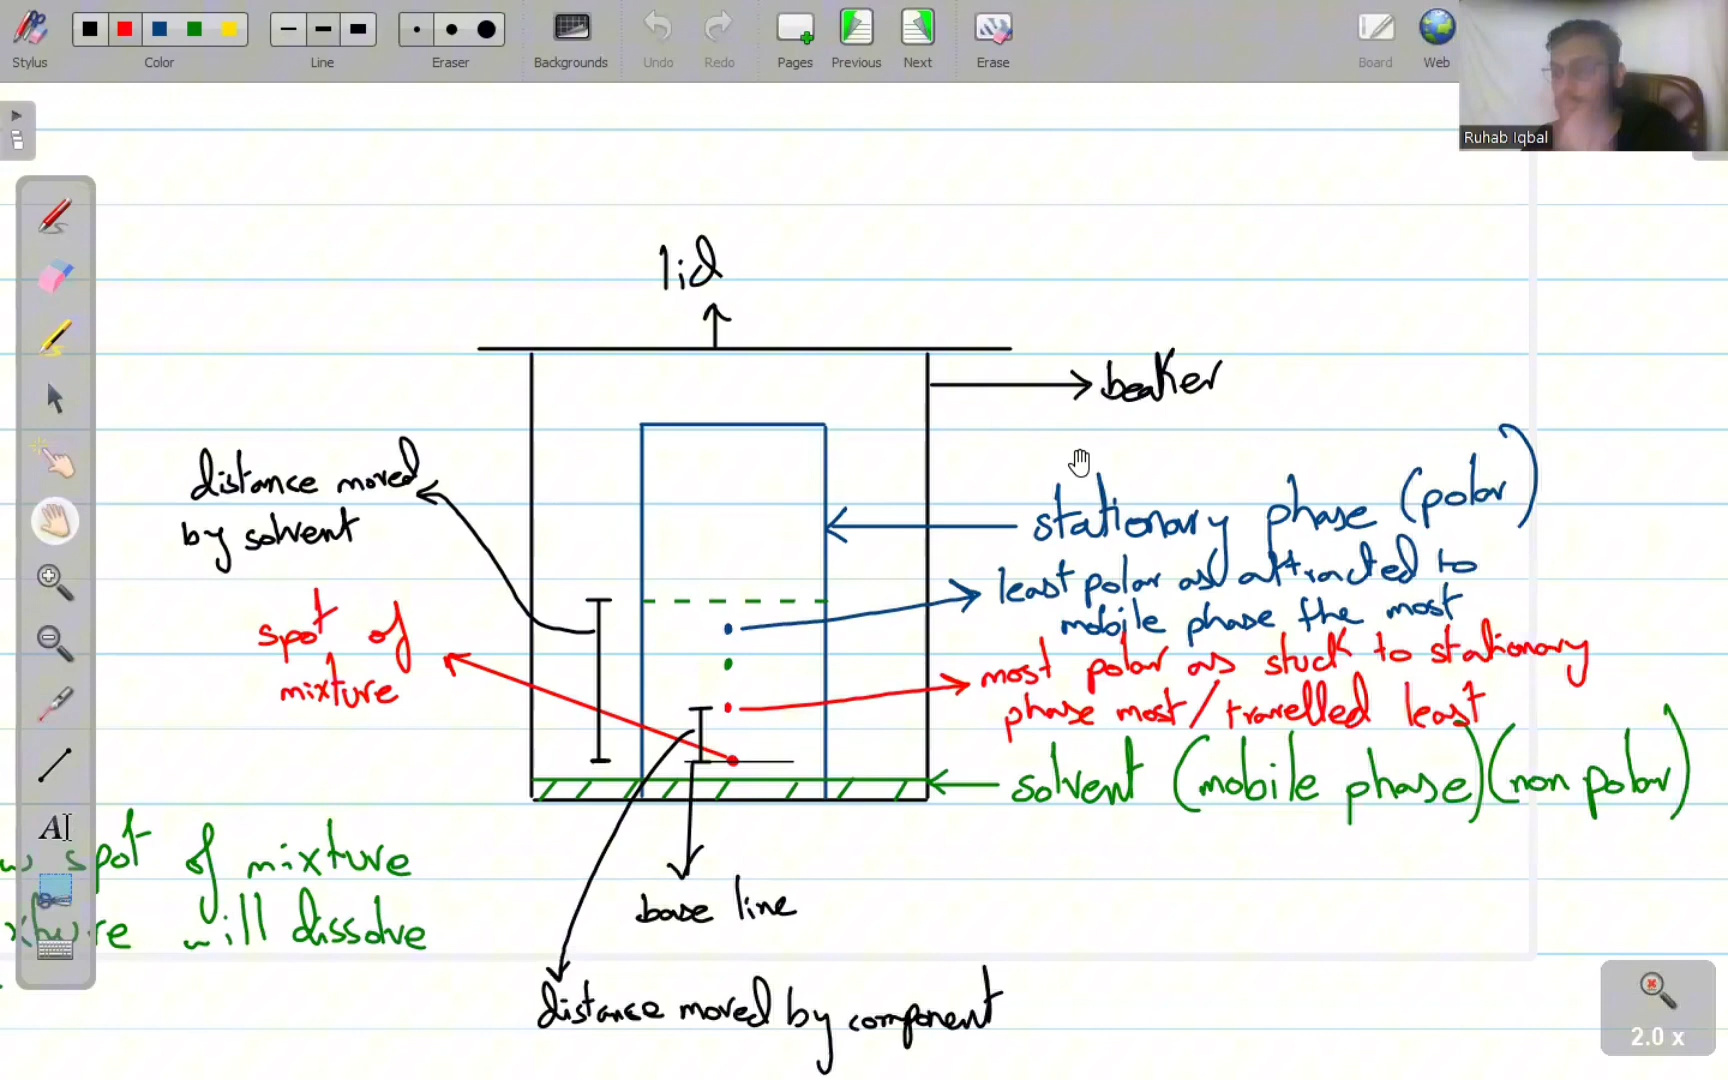 Stylus
Color
Line
Eraser
Backgrounds
Undo
Redo
Pages
Previous
Next
Erase
Board
Web
Ruhab Iqbal
lid
beaker
distance moved
by solvent
stationary phase (polar)
least polar as attracted to
mobile phase the most
spot of
mixture
most polar as stuck to stationary
phase most/travelled least
solvent (mobile phase)(non polar)
spot of mixture
will dissolve
base line
distance moved by component
2.0 x